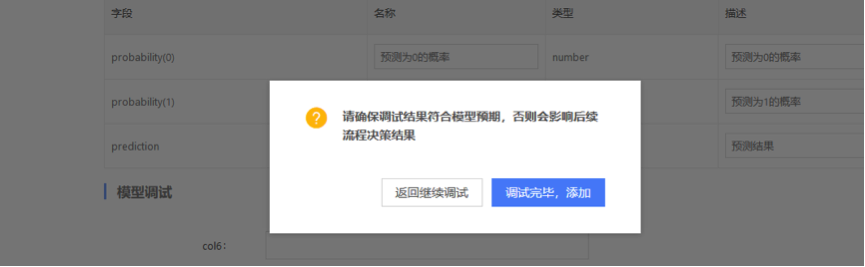 字段 名称 类型 描述
probability(0) 预测为0的概率 number 预测为0的概率
probability(1) 预测为1的概率
prediction 预测结果
请确保调试结果符合模型预期，否则会影响后续
流程决策结果
返回继续调试 调试完毕，添加
模型调试
col6：